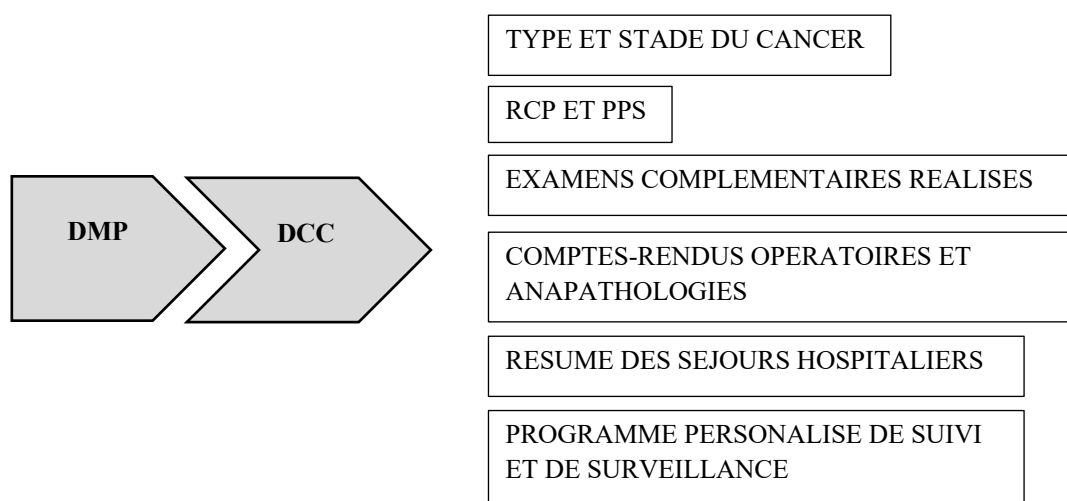 TYPE ET STADE DU CANCER
RCP ET PPS
EXAMENS COMPLEMENTAIRES REALISES
DMP
DCC
COMPTES-RENDUS OPERATOIRES ET
ANAPATHOLOGIES
RESUME DES SEJOURS HOSPITALIERS
PROGRAMME PERSONALISE DE SUIVI
ET DE SURVEILLANCE